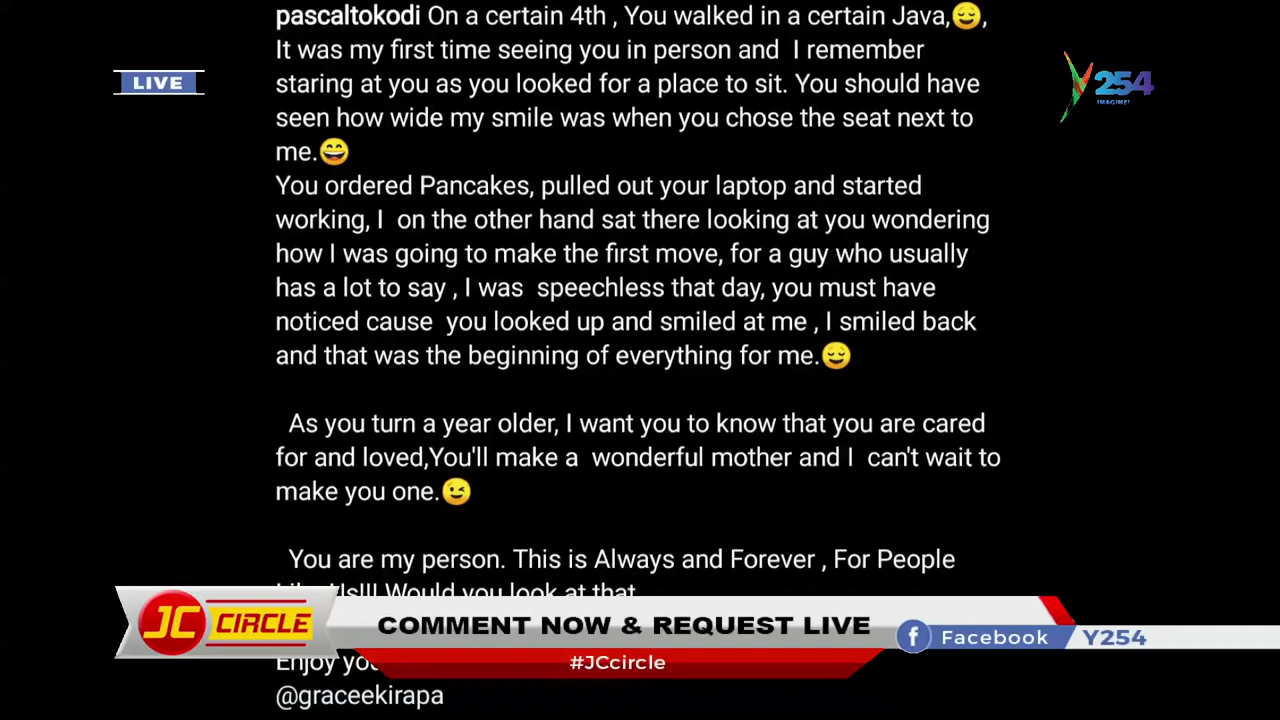 pascaltokodi On a certain 4th , You walked in a certain Java,😌,
It was my first time seeing you in person and I remember
staring at you as you looked for a place to sit. You should have
seen how wide my smile was when you chose the seat next to
me.😄
You ordered Pancakes, pulled out your laptop and started
working, I on the other hand sat there looking at you wondering
how I was going to make the first move, for a guy who usually
has a lot to say , I was speechless that day, you must have
noticed cause you looked up and smiled at me , I smiled back
and that was the beginning of everything for me.😌
As you turn a year older, I want you to know that you are cared
for and loved,You'll make a wonderful mother and I can't wait to
make you one.😉
You are my person. This is Always and Forever , For People
Us!!! Would you look at that
Enjoy
@graceekirapa
LIVE
Y254
IMAGINE!
JC CIRCLE
COMMENT NOW & REQUEST LIVE
#JCcircle
f Facebook
Y254